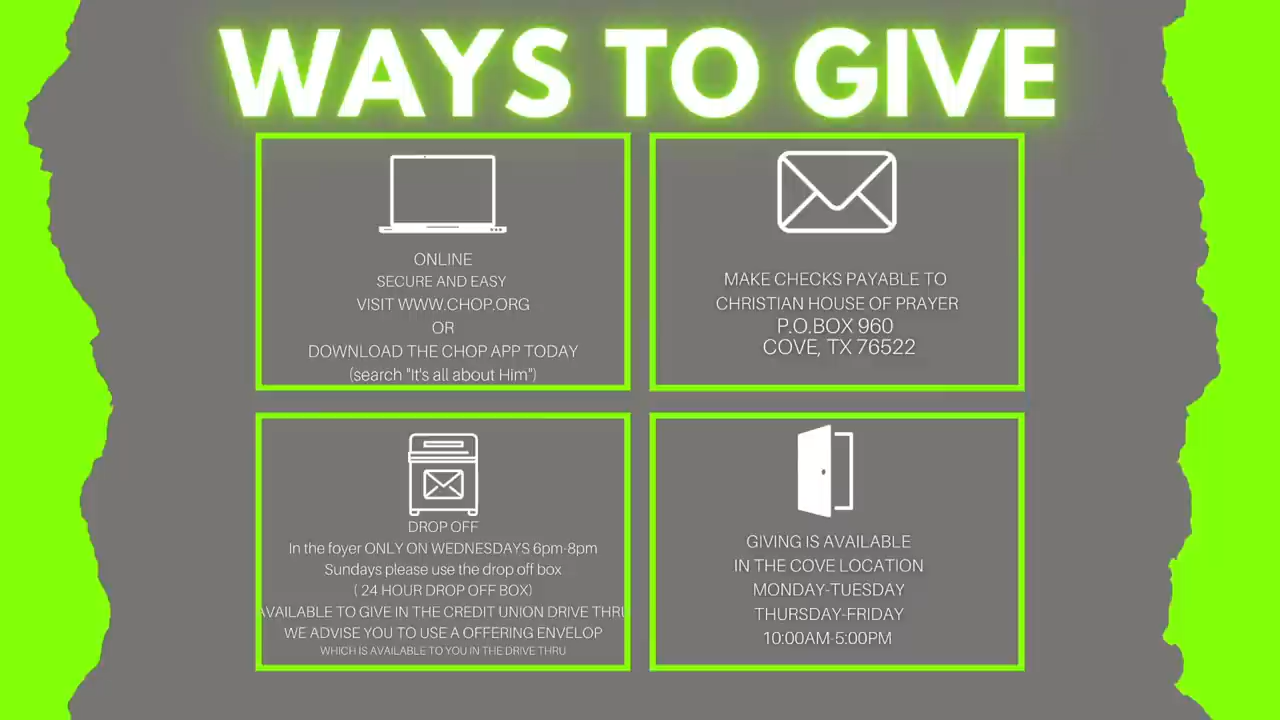 WAYS TO GIVE
ONLINE
SECURE AND EASY
VISIT WWW.CHOP.ORG
OR
DOWNLOAD THE CHOP APP TODAY
(search "It's all about Him")
MAKE CHECKS PAYABLE TO
CHRISTIAN HOUSE OF PRAYER
P.O.BOX 960
COVE, TX 76522
DROP OFF
In the foyer ONLY ON WEDNESDAYS 6pm-8pm
Sundays please use the drop off box
( 24 HOUR DROP OFF BOX)
AVAILABLE TO GIVE IN THE CREDIT UNION DRIVE THRU
WE ADVISE YOU TO USE A OFFERING ENVELOP
WHICH IS AVAILABLE TO YOU IN THE DRIVE THRU
GIVING IS AVAILABLE
IN THE COVE LOCATION
MONDAY-TUESDAY
THURSDAY-FRIDAY
10:00AM-5:00PM